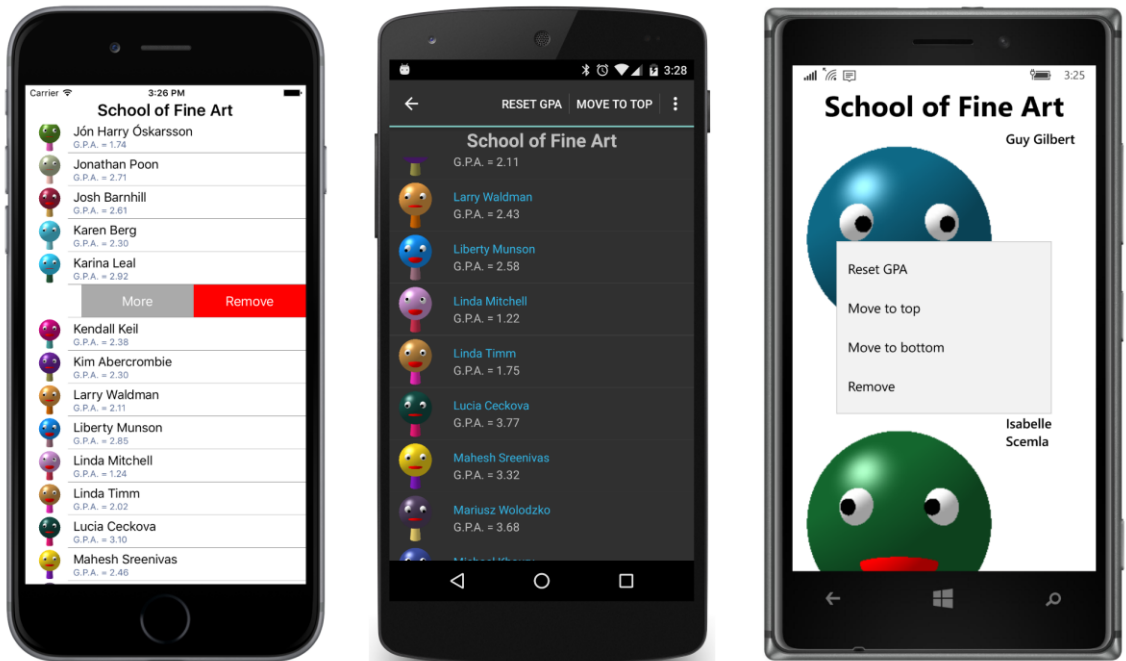 Carrier 3:26 PM
School of Fine Art
Jón Harry Óskarsson
G.P.A. = 1.74
Jonathan Poon
G.P.A. = 2.71
Josh Barnhill
G.P.A. = 2.61
Karen Berg
G.P.A. = 2.30
Karina Leal
G.P.A. = 2.92
More Remove
Kendall Keil
G.P.A. = 2.38
Kim Abercrombie
G.P.A. = 2.30
Larry Waldman
G.P.A. = 2.11
Liberty Munson
G.P.A. = 2.85
Linda Mitchell
G.P.A. = 1.24
Linda Timm
G.P.A. = 2.02
Lucia Ceckova
G.P.A. = 3.10
Mahesh Sreenivas
G.P.A. = 2.46
3:28
RESET GPA MOVE TO TOP
School of Fine Art
G.P.A. = 2.11
Larry Waldman
G.P.A. = 2.43
Liberty Munson
G.P.A. = 2.58
Linda Mitchell
G.P.A. = 1.22
Linda Timm
G.P.A. = 1.75
Lucia Ceckova
G.P.A. = 3.77
Mahesh Sreenivas
G.P.A. = 3.32
Mariusz Wolodzko
G.P.A. = 3.68
3:25
School of Fine Art
Guy Gilbert
Reset GPA
Move to top
Move to bottom
Remove
Isabelle
Scemla